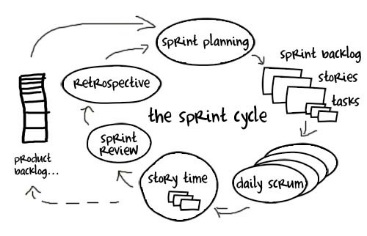 sprint planning
sprint backlog
stories
tasks
Retrospective
the sprint cycle
sprint
review
product
backlog...
story time
daily scrum